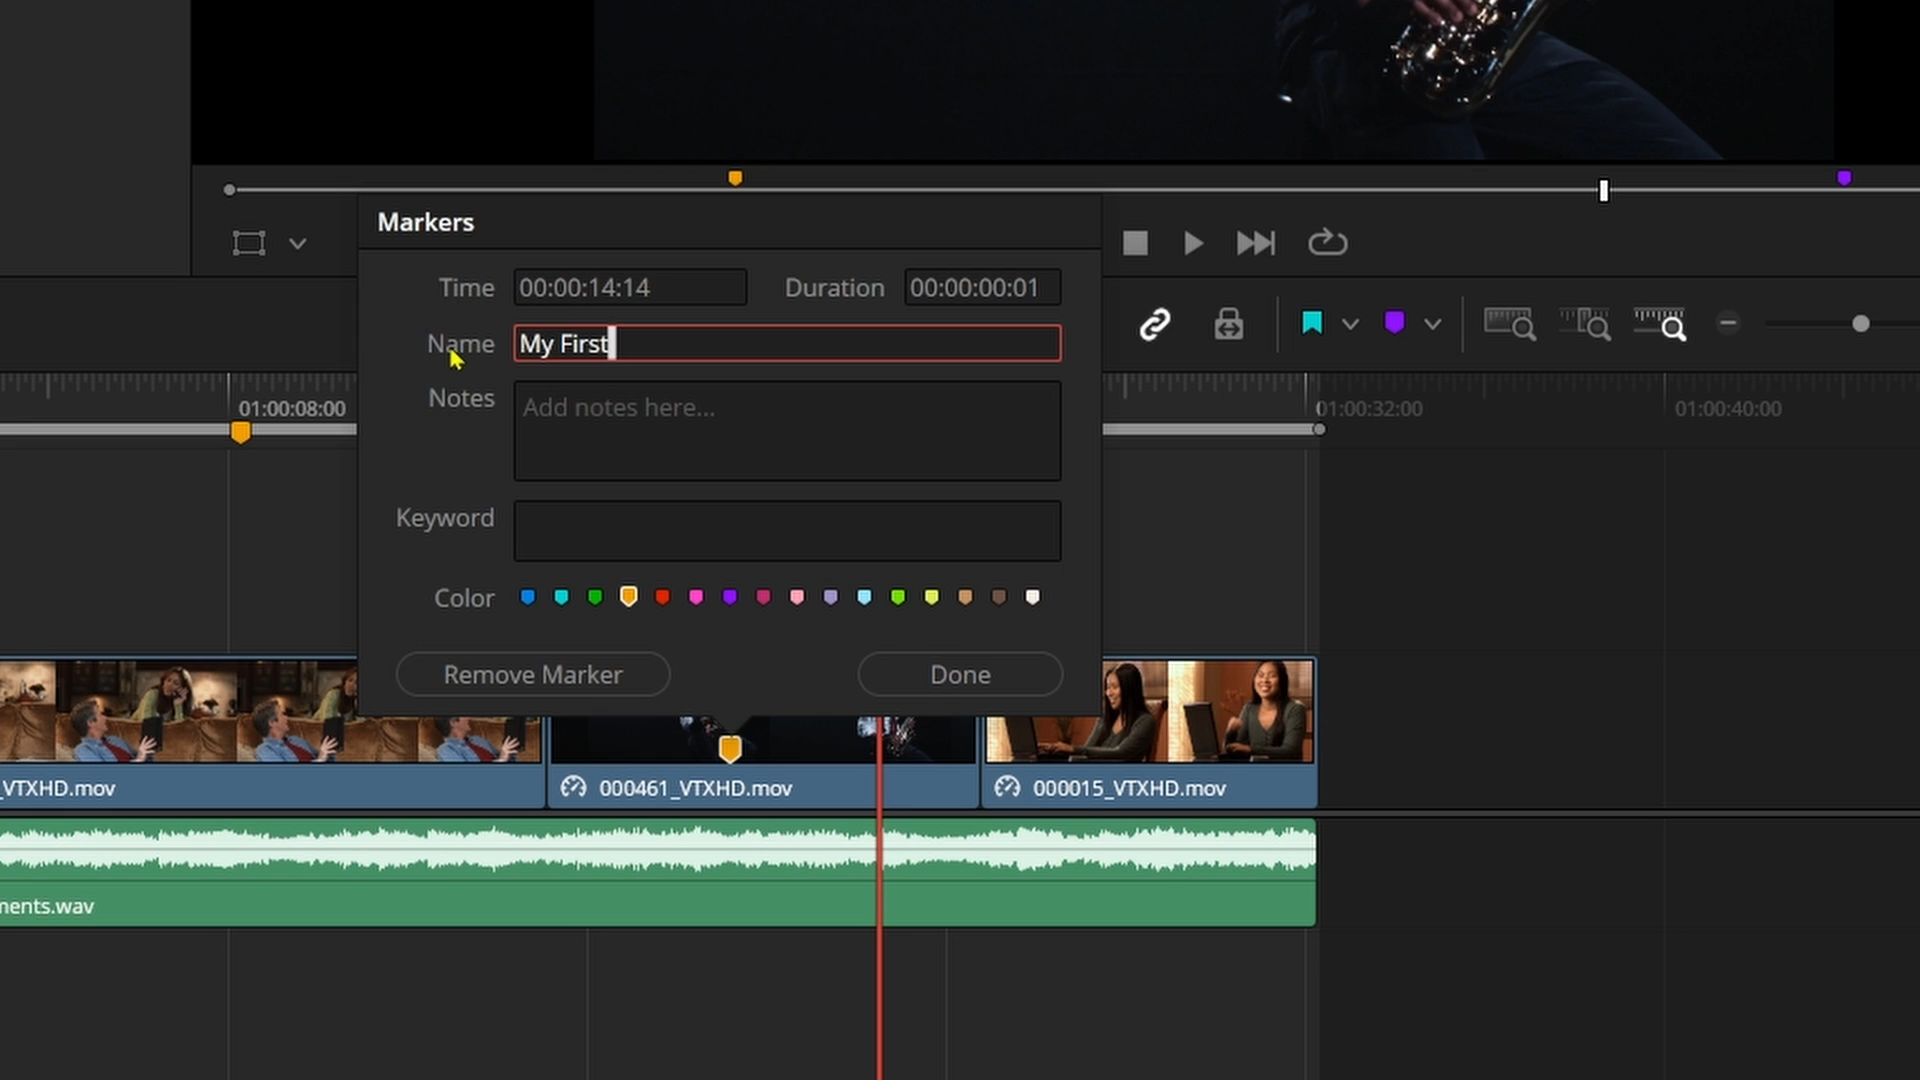 Markers
Time 00:00:14:14 Duration 00:00:00:01
Name My First
Notes Add notes here...
Keyword
Color
Remove Marker Done
01:00:08:00 01:00:32:00 01:00:40:00
_VTXHD.mov 000461_VTXHD.mov 000015_VTXHD.mov
ments.wav